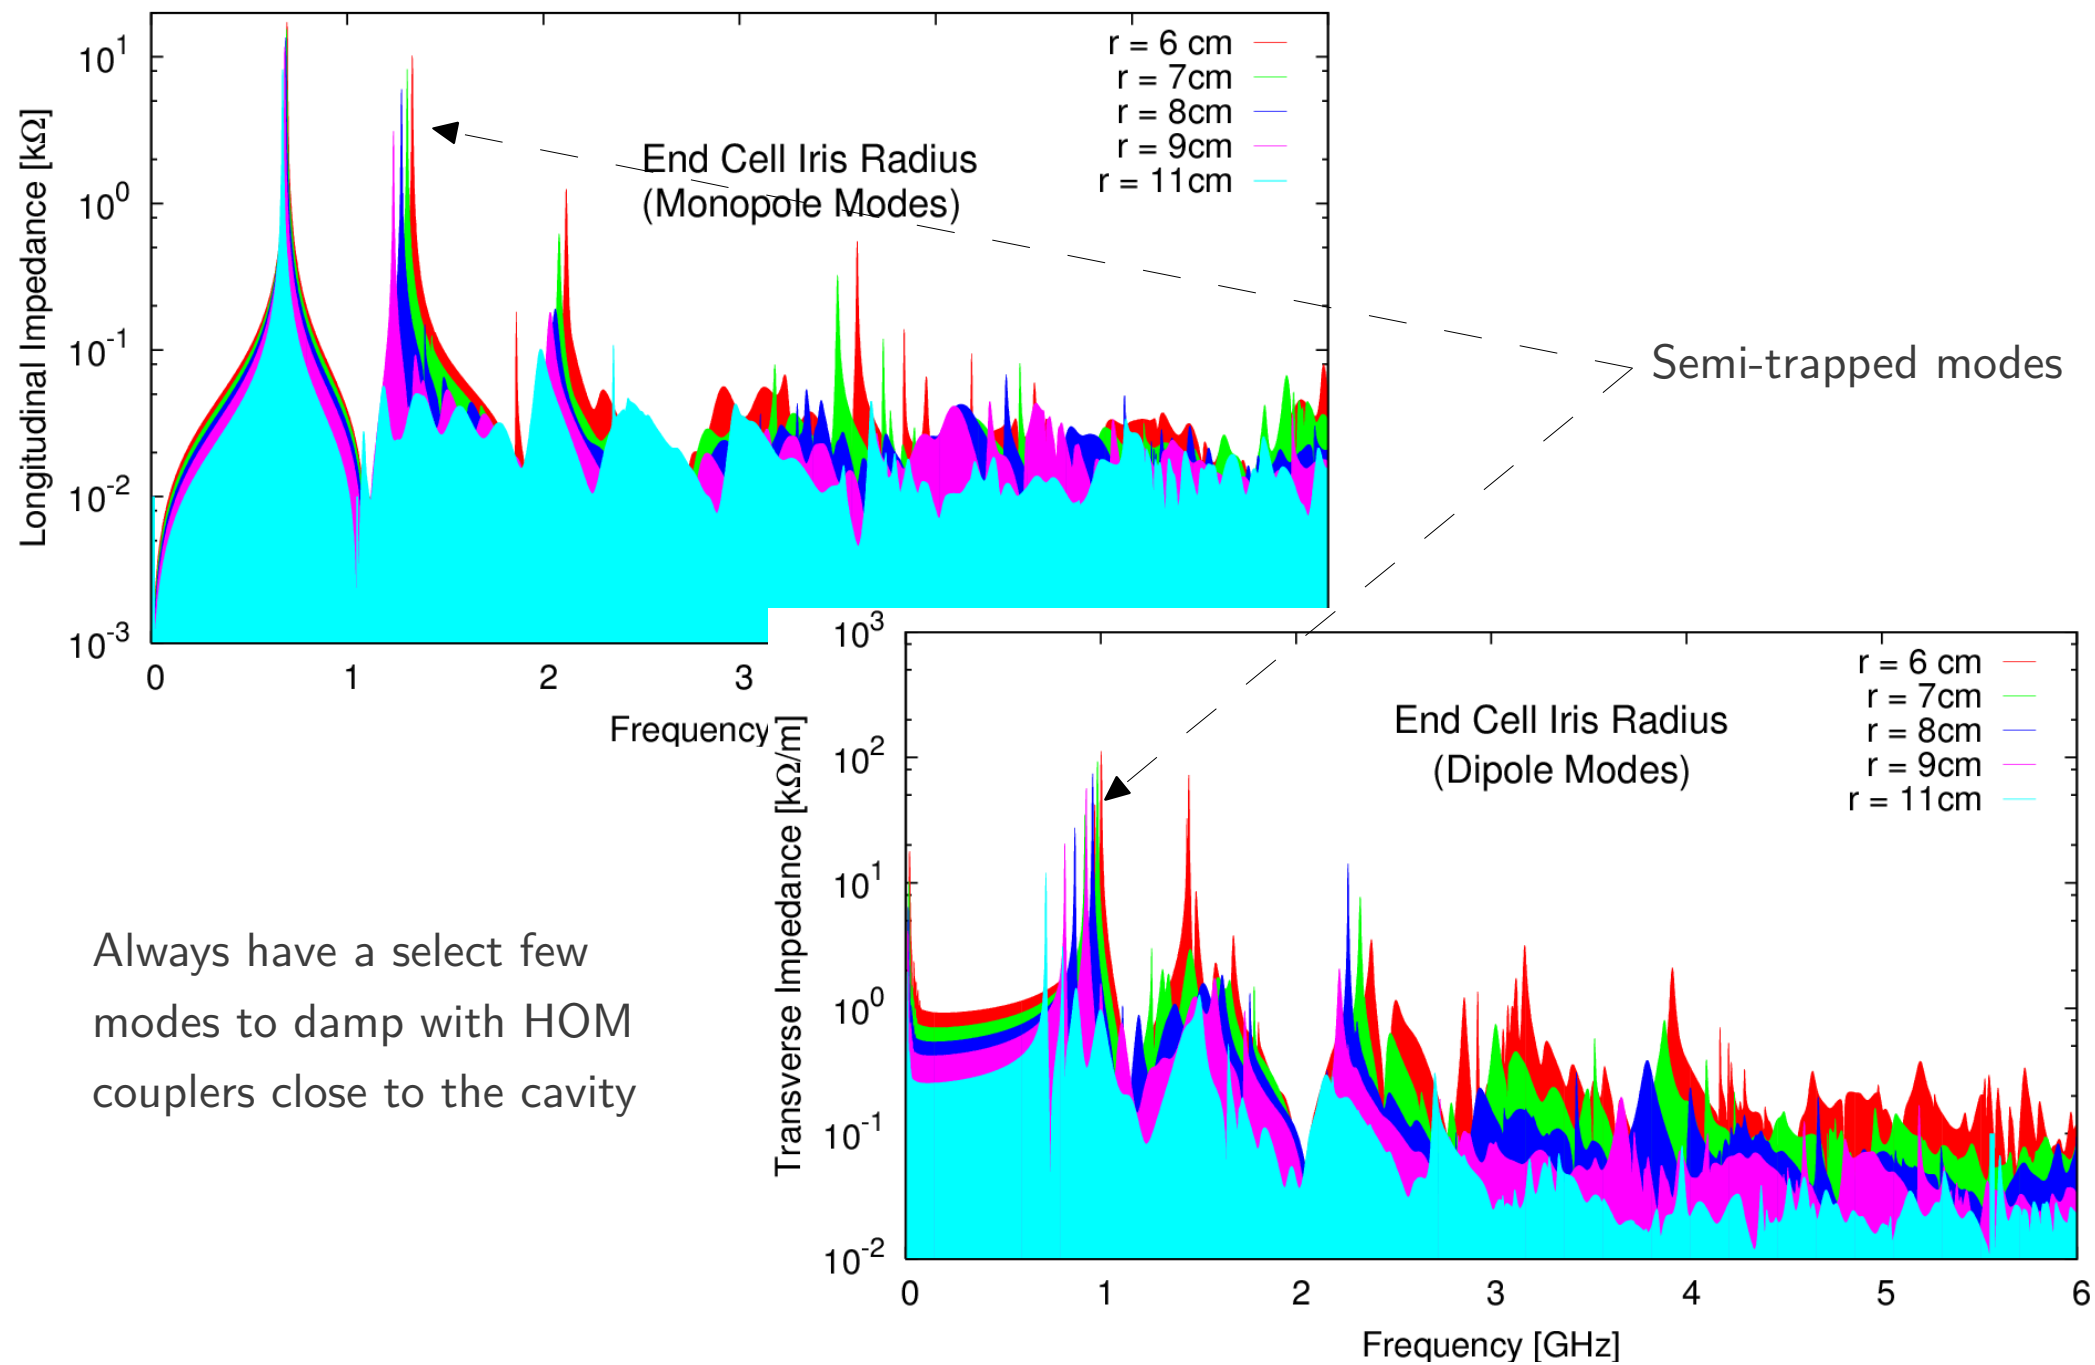 10^1
10^0
10^-1
10^-2
10^-3
Longitudinal Impedance [kΩ]
r = 6 cm
r = 7cm
r = 8cm
r = 9cm
r = 11cm
End Cell Iris Radius
(Monopole Modes)
0 1 2 3
Frequency
Semi-trapped modes
10^3
10^2
10^1
10^0
10^-1
10^-2
Transverse Impedance [kΩ/m]
r = 6 cm
r = 7cm
r = 8cm
r = 9cm
r = 11cm
End Cell Iris Radius
(Dipole Modes)
0 1 2 3 4 5 6
Frequency [GHz]
Always have a select few
modes to damp with HOM
couplers close to the cavity